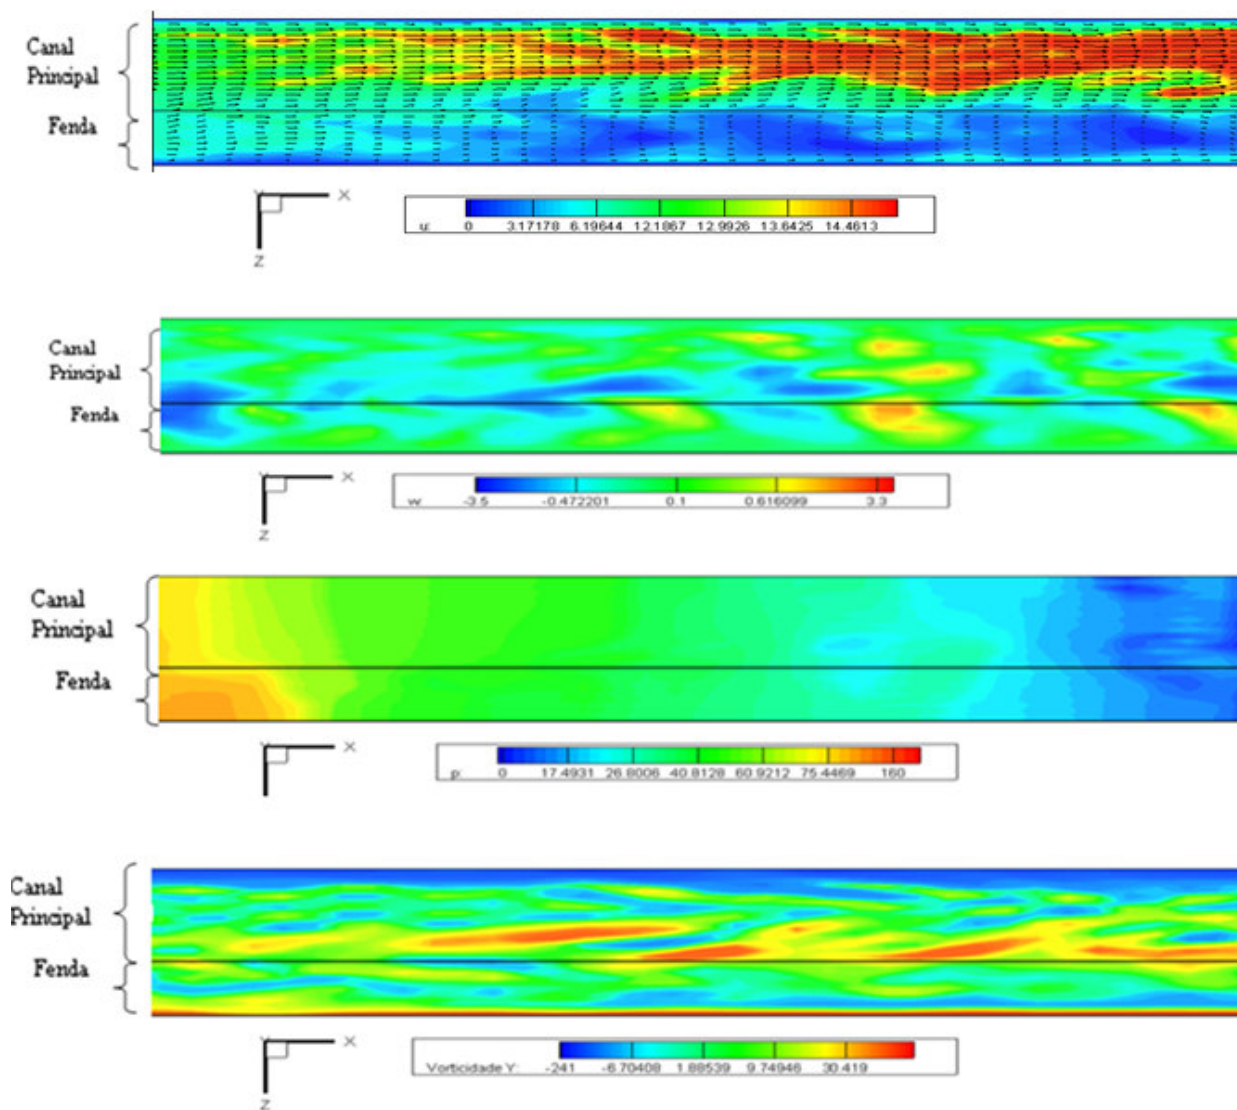 Canal
Principal
Fenda
X
Z
u: 0 3.17178 6.19644 12.1867 12.9926 13.6425 14.4613
Canal
Principal
Fenda
X
Z
w: -3.5 -0.472201 0.1 0.616099 3.3
Canal
Principal
Fenda
X
p: 0 17.4931 26.8006 40.8128 60.9212 75.4469 160
Canal
Principal
Fenda
X
Z
Vorticidade Y: -241 -6.70408 1.88539 9.74946 30.419